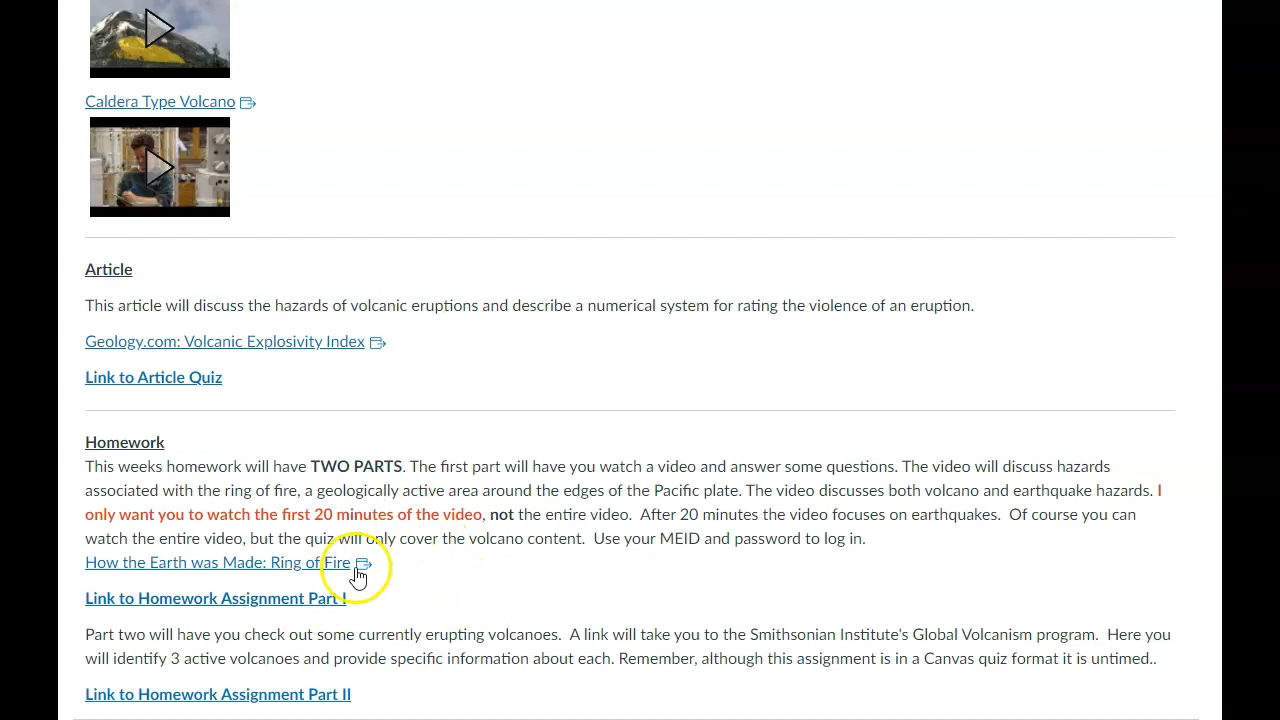 Caldera Type Volcano
Article
This article will discuss the hazards of volcanic eruptions and describe a numerical system for rating the violence of an eruption.
Geology.com: Volcanic Explosivity Index
Link to Article Quiz
Homework
This weeks homework will have TWO PARTS. The first part will have you watch a video and answer some questions. The video will discuss hazards
associated with the ring of fire, a geologically active area around the edges of the Pacific plate. The video discusses both volcano and earthquake hazards. I
only want you to watch the first 20 minutes of the video, not the entire video. After 20 minutes the video focuses on earthquakes. Of course you can
watch the entire video, but the quiz will only cover the volcano content. Use your MEID and password to log in.
How the Earth was Made: Ring of Fire
Link to Homework Assignment Part I
Part two will have you check out some currently erupting volcanoes. A link will take you to the Smithsonian Institute's Global Volcanism program. Here you
will identify 3 active volcanoes and provide specific information about each. Remember, although this assignment is in a Canvas quiz format it is untimed..
Link to Homework Assignment Part II